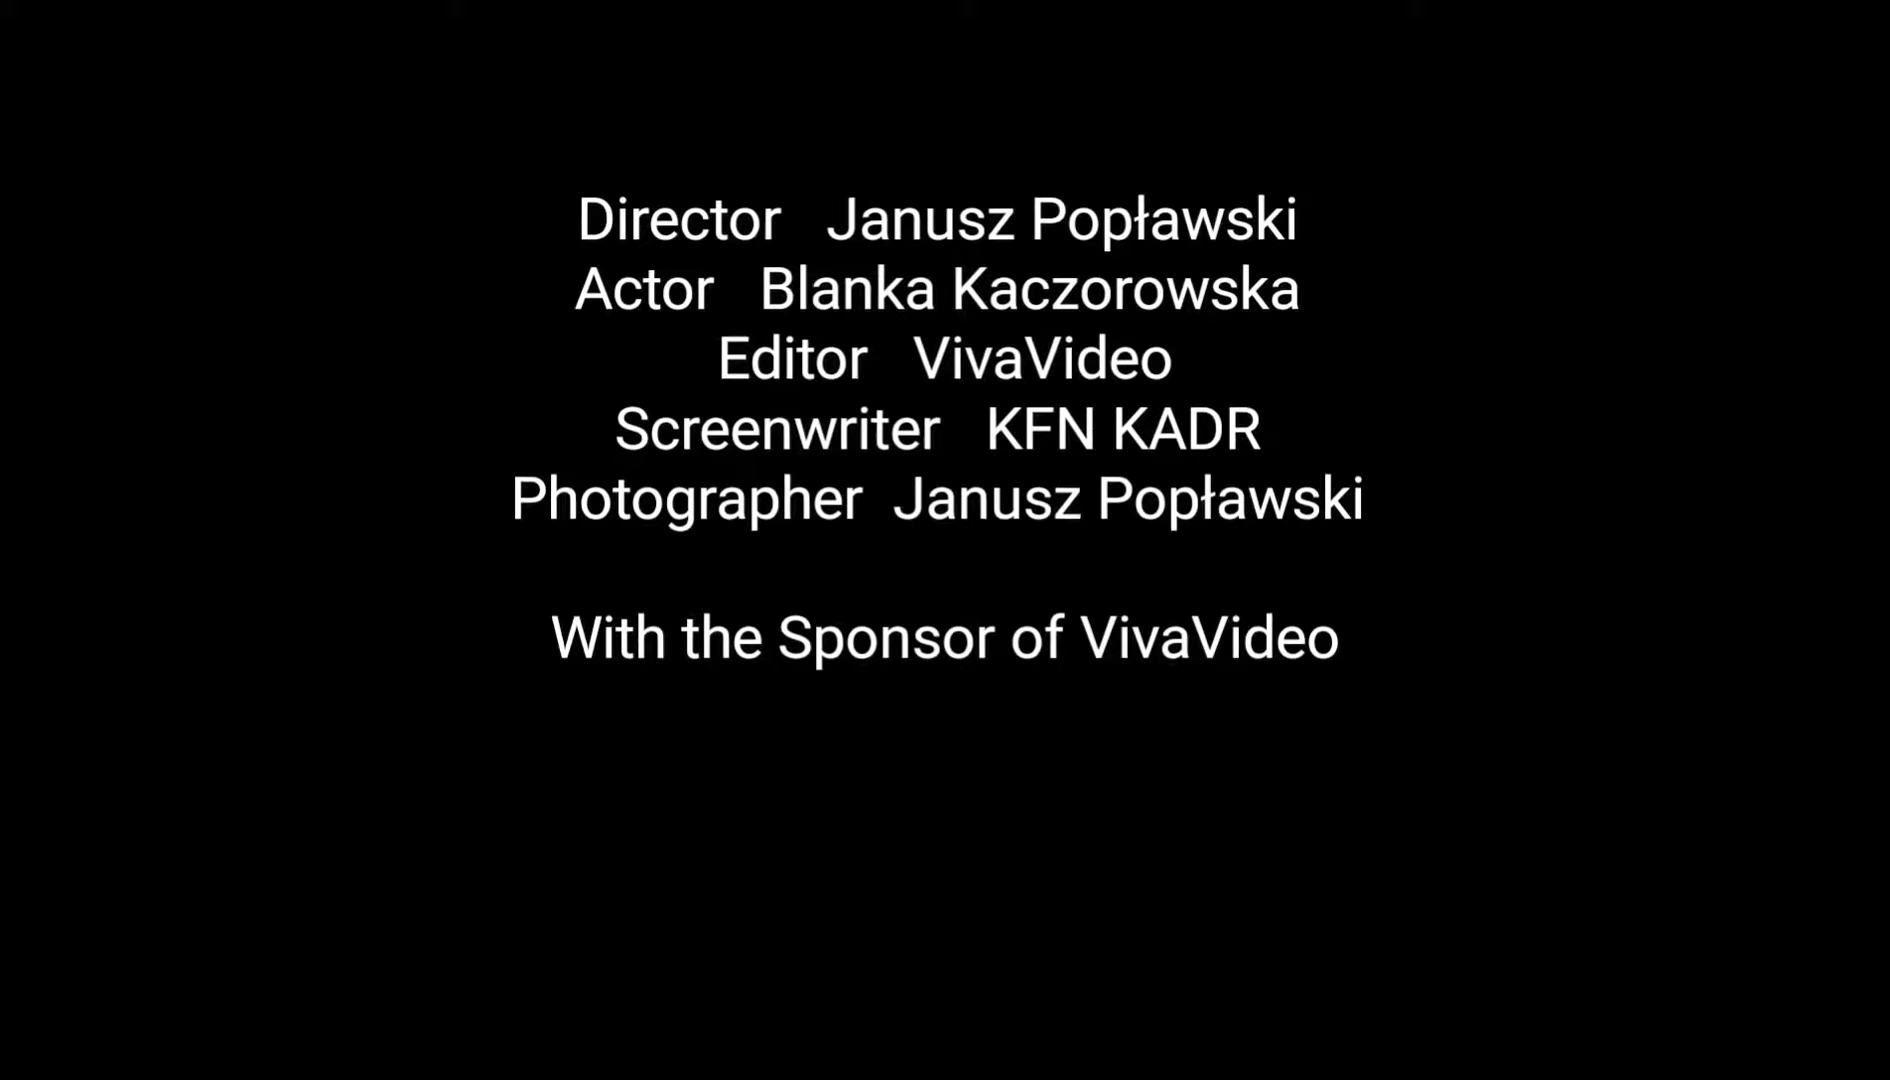 Director Janusz Popławski
Actor Blanka Kaczorowska
Editor VivaVideo
Screenwriter KFN KADR
Photographer Janusz Popławski
With the Sponsor of VivaVideo